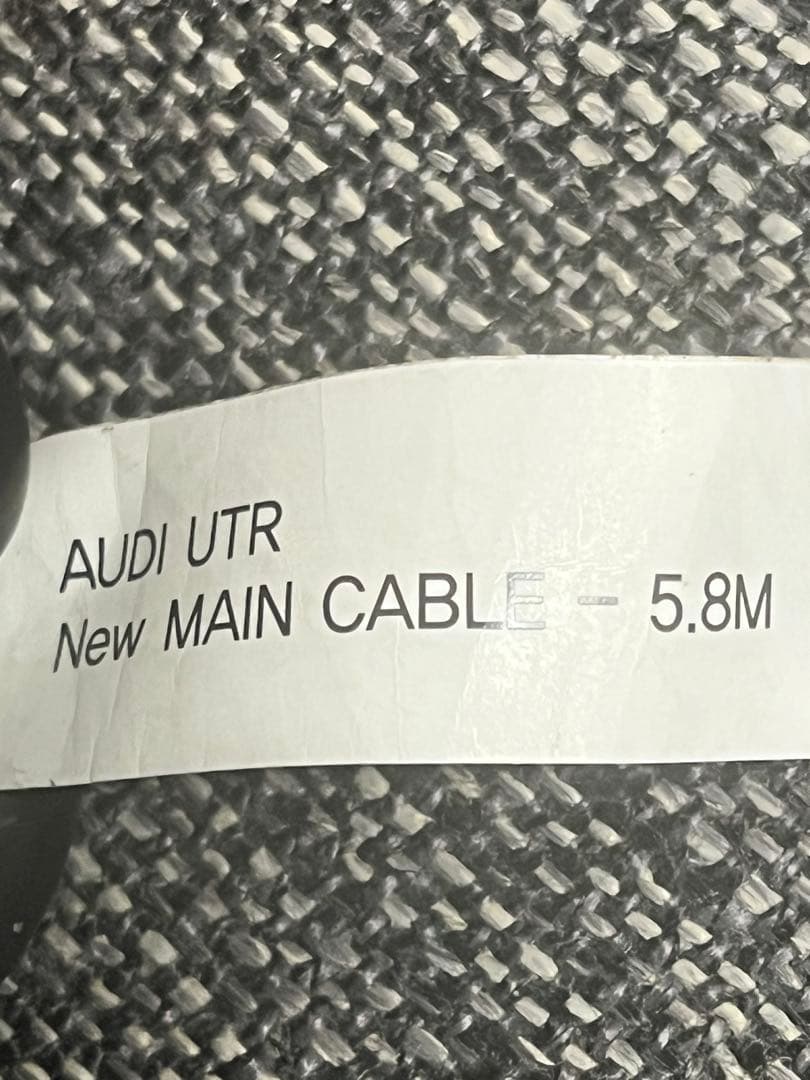 AUDI UTR
New MAIN CABLE - 5.8M